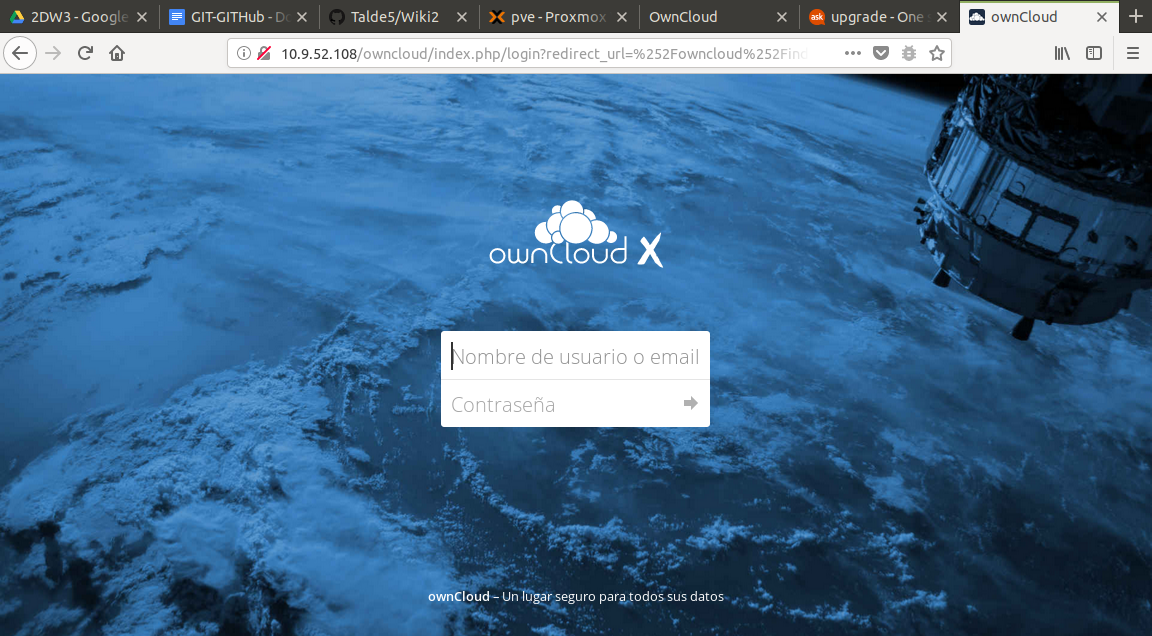 2DW3 - Google
GIT-GITHub - Do
Talde5/Wiki2
pve - Proxmox
OwnCloud
ask
upgrade - One s
ownCloud
10.9.52.108/owncloud/index.php/login?redirect_url=%252Fowncloud%252Find
ownCloud X
Nombre de usuario o email
Contraseña
ownCloud – Un lugar seguro para todos sus datos